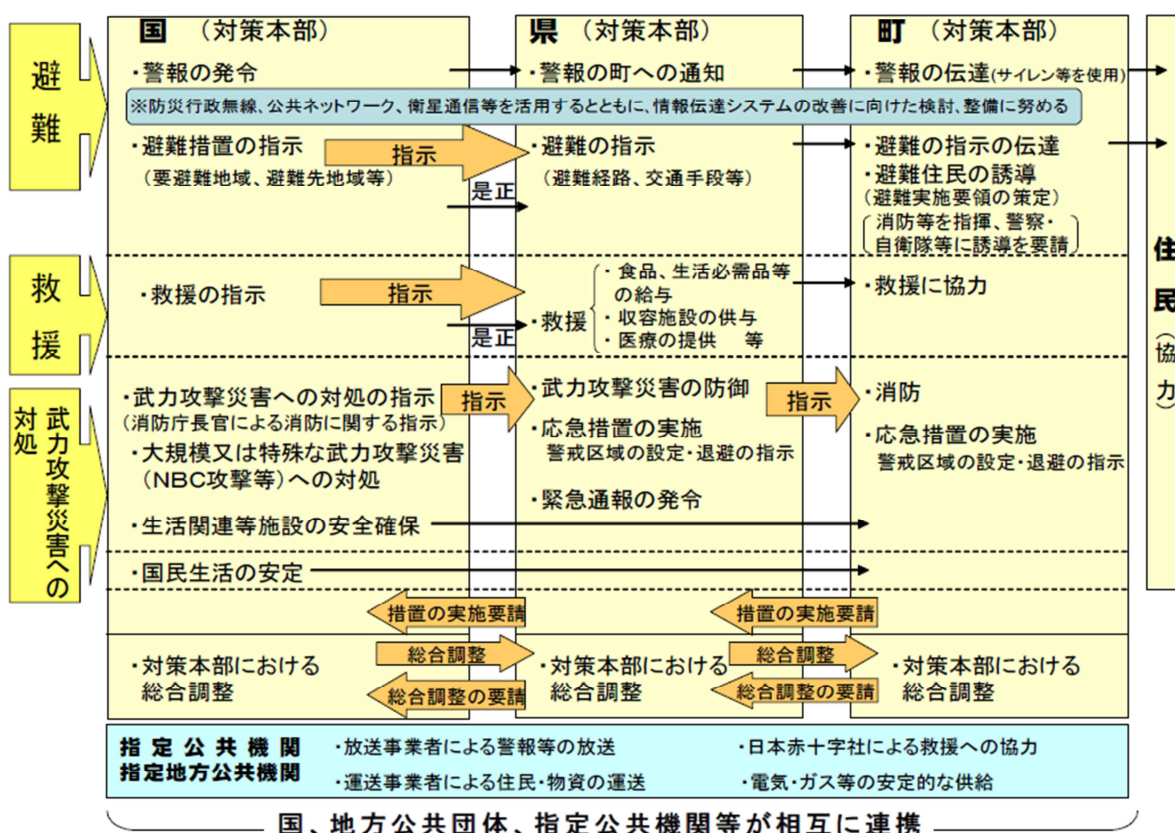 国 (対策本部)
県 (対策本部)
町 (対策本部)
避難
・警報の発令
・警報の町への通知
・警報の伝達(サイレン等を使用)
※防災行政無線、公共ネットワーク、衛星通信等を活用するとともに、情報伝達システムの改善に向けた検討、整備に努める
・避難措置の指示
(要避難地域、避難先地域等)
指示
是正
・避難の指示
(避難経路、交通手段等)
・避難の指示の伝達
・避難住民の誘導
(避難実施要領の策定)
消防等を指揮、警察・
自衛隊等に誘導を要請
救援
・救援の指示
指示
是正
・救援
・食品、生活必需品等
の給与
・収容施設の供与
・医療の提供 等
・救援に協力
武力攻撃災害への
対処
・武力攻撃災害への対処の指示
(消防庁長官による消防に関する指示)
・大規模又は特殊な武力攻撃災害
(NBC攻撃等)への対処
・生活関連等施設の安全確保
・国民生活の安定
指示
・武力攻撃災害の防御
・応急措置の実施
警戒区域の設定・退避の指示
・緊急通報の発令
指示
・消防
・応急措置の実施
警戒区域の設定・退避の指示
住民(協力)
措置の実施要請
措置の実施要請
・対策本部における
総合調整
総合調整
総合調整の要請
・対策本部における
総合調整
総合調整
総合調整の要請
・対策本部における
総合調整
指定公共機関
指定地方公共機関
・放送事業者による警報等の放送
・日本赤十字社による救援への協力
・運送事業者による住民・物資の運送
・電気・ガス等の安定的な供給
国、地方公共団体、指定公共機関等が相互に連携